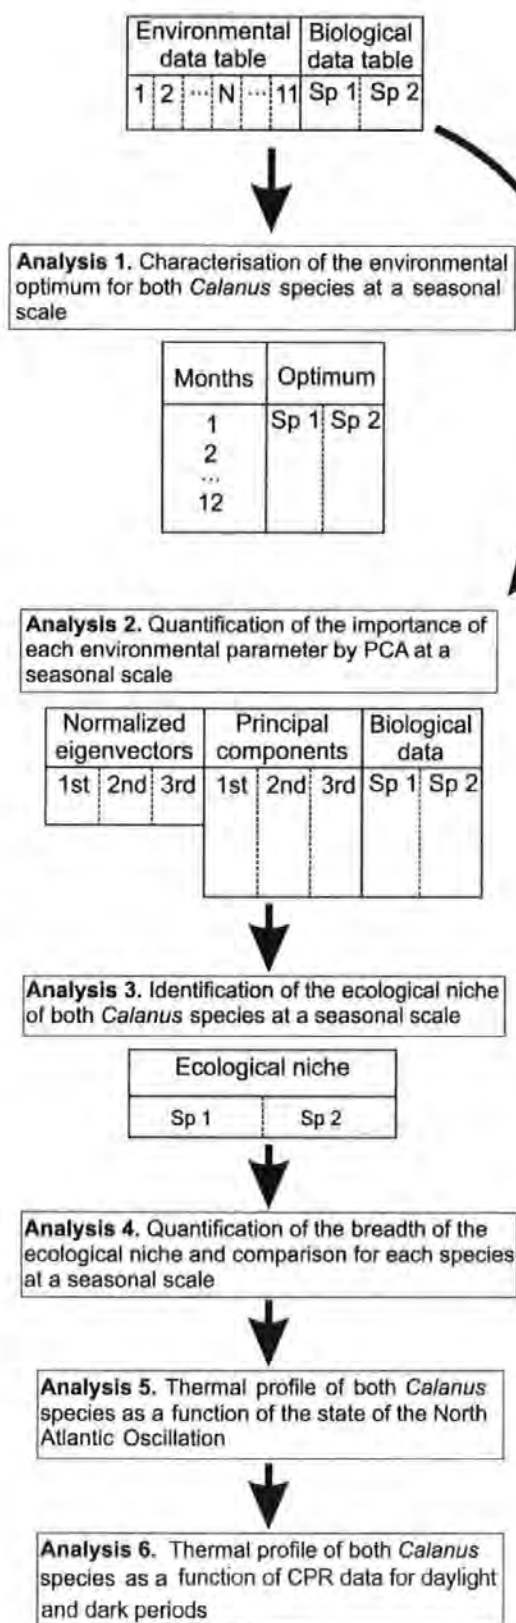 Environmental data table
Biological data table
1 2 ... N ... 11 Sp 1 Sp 2
Analysis 1. Characterisation of the environmental
optimum for both Calanus species at a seasonal
scale
Months Optimum
1 Sp 1 Sp 2
2
...
12
Analysis 2. Quantification of the importance of
each environmental parameter by PCA at a
seasonal scale
Normalized eigenvectors
Principal components
Biological data
1st 2nd 3rd 1st 2nd 3rd Sp 1 Sp 2
Analysis 3. Identification of the ecological niche
of both Calanus species at a seasonal scale
Ecological niche
Sp 1 Sp 2
Analysis 4. Quantification of the breadth of the
ecological niche and comparison for each species
at a seasonal scale
Analysis 5. Thermal profile of both Calanus
species as a function of the state of the North
Atlantic Oscillation
Analysis 6. Thermal profile of both Calanus
species as a function of CPR data for daylight
and dark periods